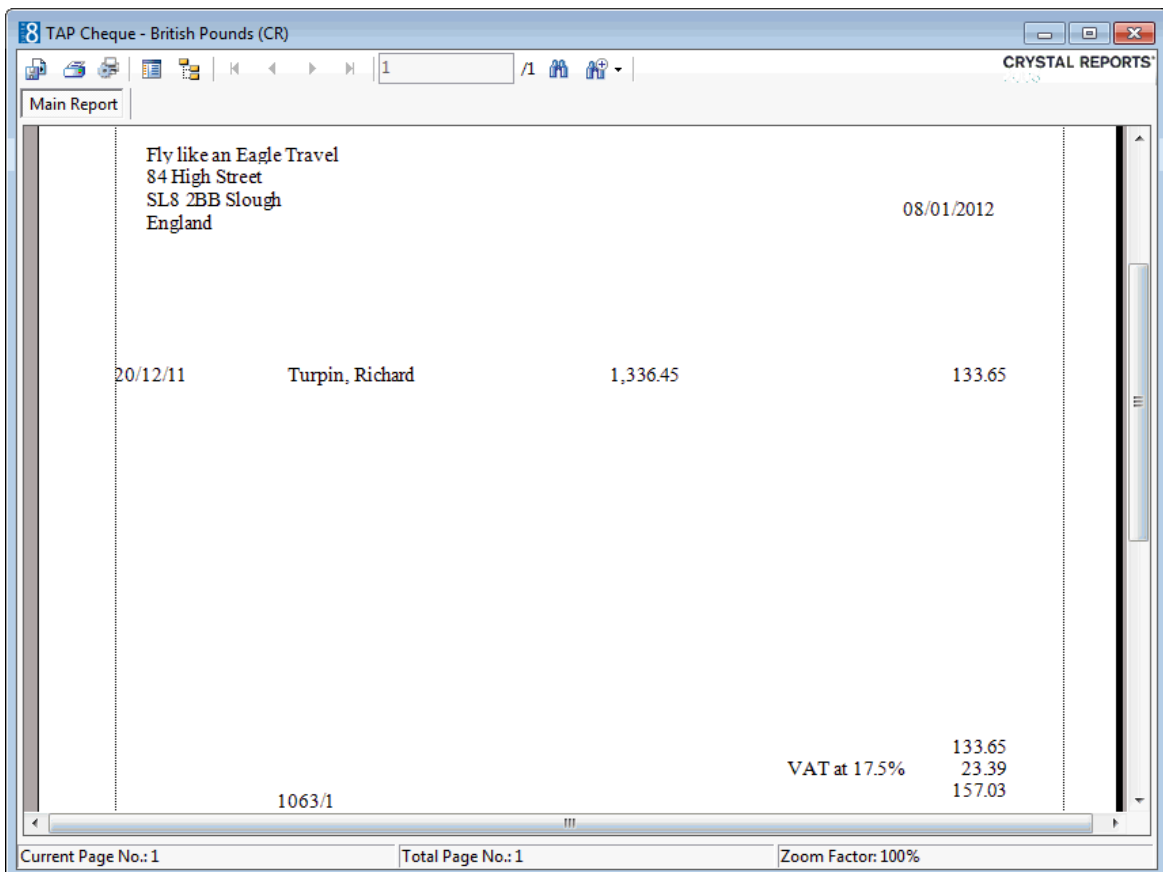 TAP Cheque - British Pounds (CR)
1 /1
CRYSTAL REPORTS
Main Report
Fly like an Eagle Travel
84 High Street
SL8 2BB Slough
England
08/01/2012
20/12/11 Turpin, Richard 1,336.45 133.65
133.65
VAT at 17.5% 23.39
157.03
1063/1
Current Page No.: 1 Total Page No.: 1 Zoom Factor: 100%